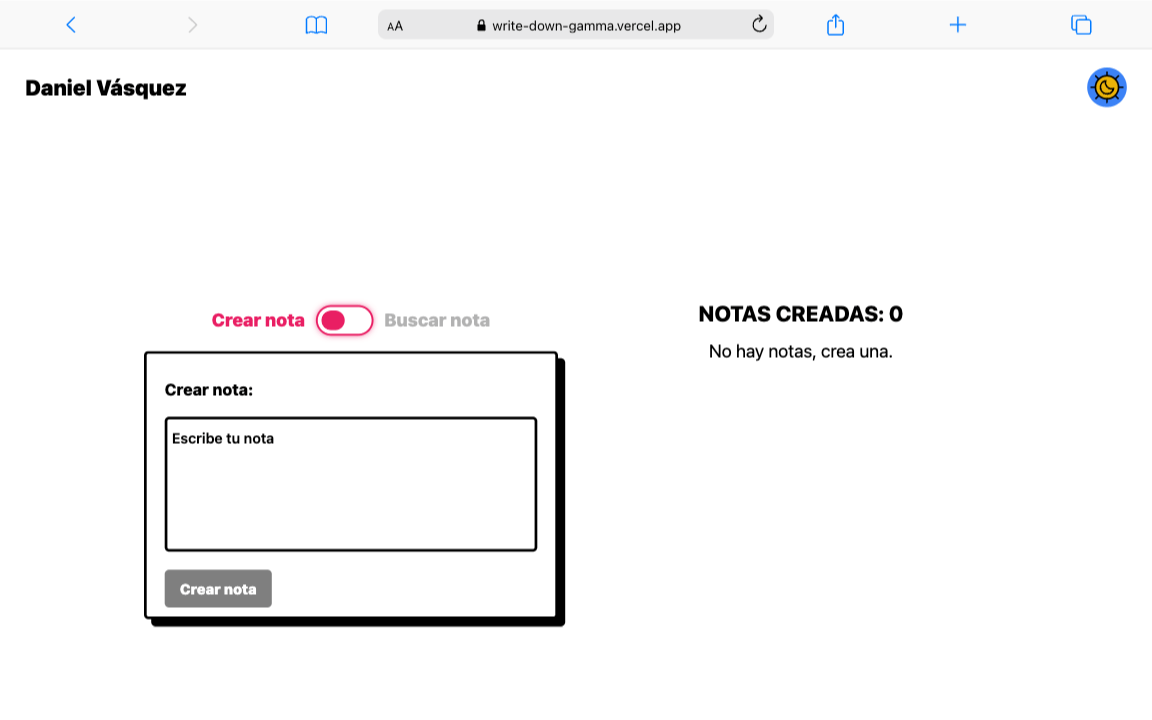 AA
write-down-gamma.vercel.app
Daniel Vásquez
Crear nota
Buscar nota
Crear nota:
Escribe tu nota
Crear nota
NOTAS CREADAS: 0
No hay notas, crea una.